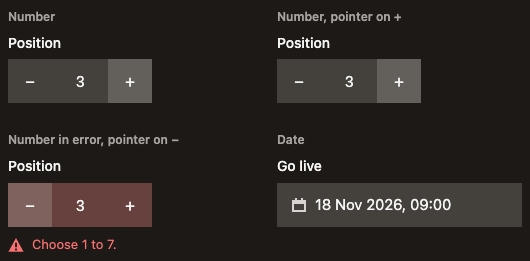 Number
Position
− 3 +
Number, pointer on +
Position
− 3 +
Number in error, pointer on −
Position
− 3 +
Choose 1 to 7.
Date
Go live
18 Nov 2026, 09:00